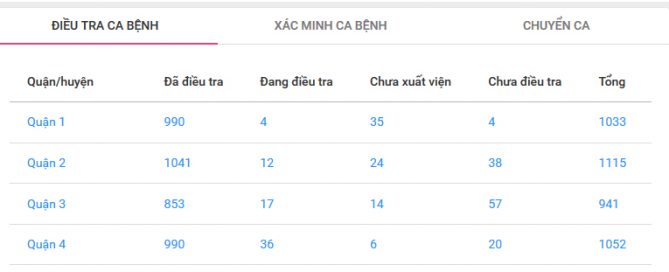 ĐIỀU TRA CA BỆNH XÁC MINH CA BỆNH CHUYỂN CA
Quận/huyện Đã điều tra Đang điều tra Chưa xuất viện Chưa điều tra Tổng
Quận 1 990 4 35 4 1033
Quận 2 1041 12 24 38 1115
Quận 3 853 17 14 57 941
Quận 4 990 36 6 20 1052